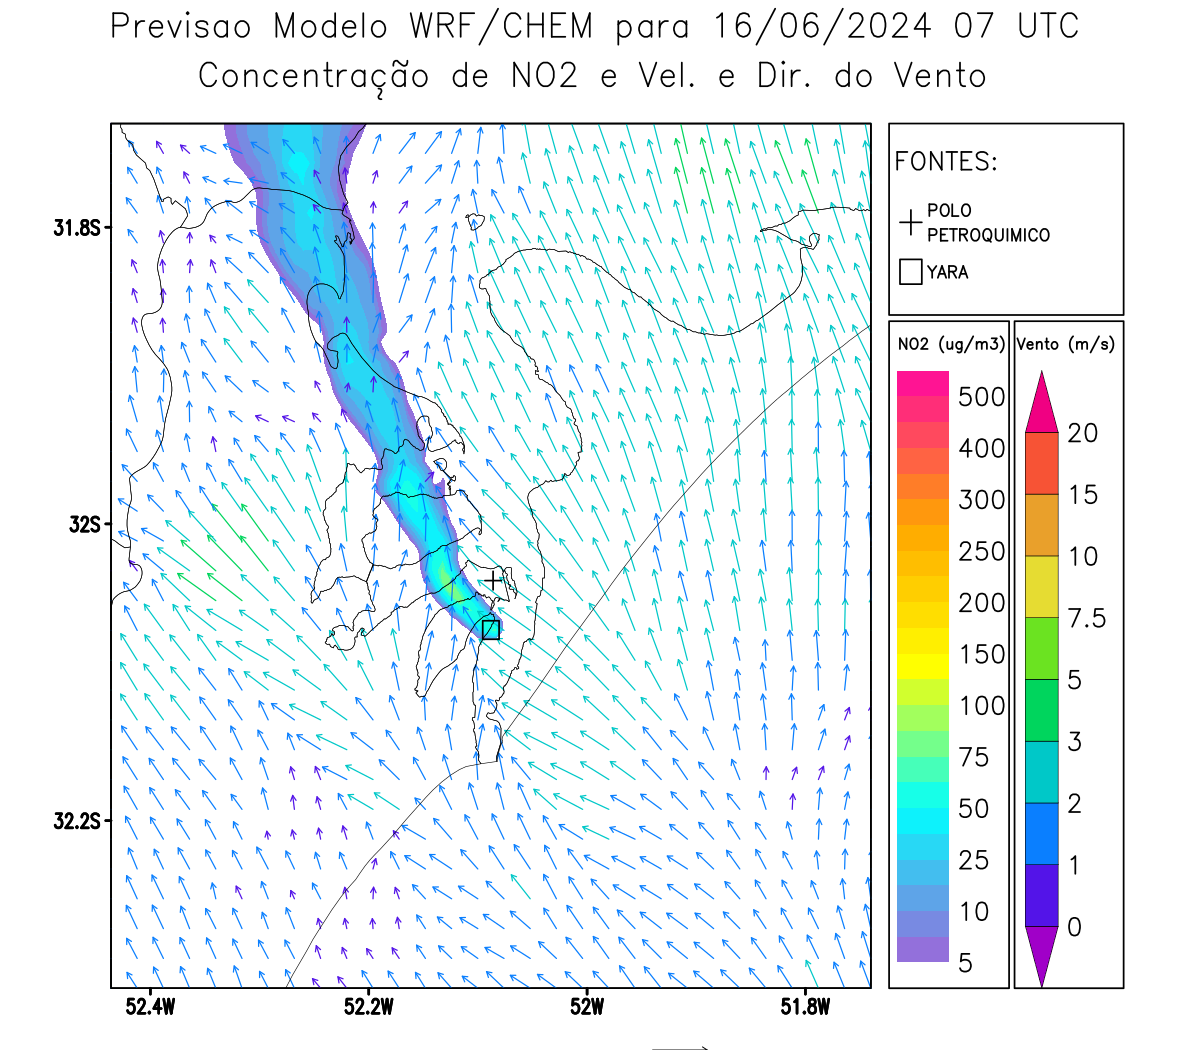 Previsao Modelo WRF/CHEM para 16/06/2024 07 UTC
Concentração de NO2 e Vel. e Dir. do Vento
FONTES:
POLO
PETROQUIMICO
YARA
NO2 (ug/m3)
500
400
300
250
200
150
100
75
50
25
10
5
Vento (m/s)
20
15
10
7.5
5
3
2
1
0
31.8S
32S
32.2S
52.4W
52.2W
52W
51.8W